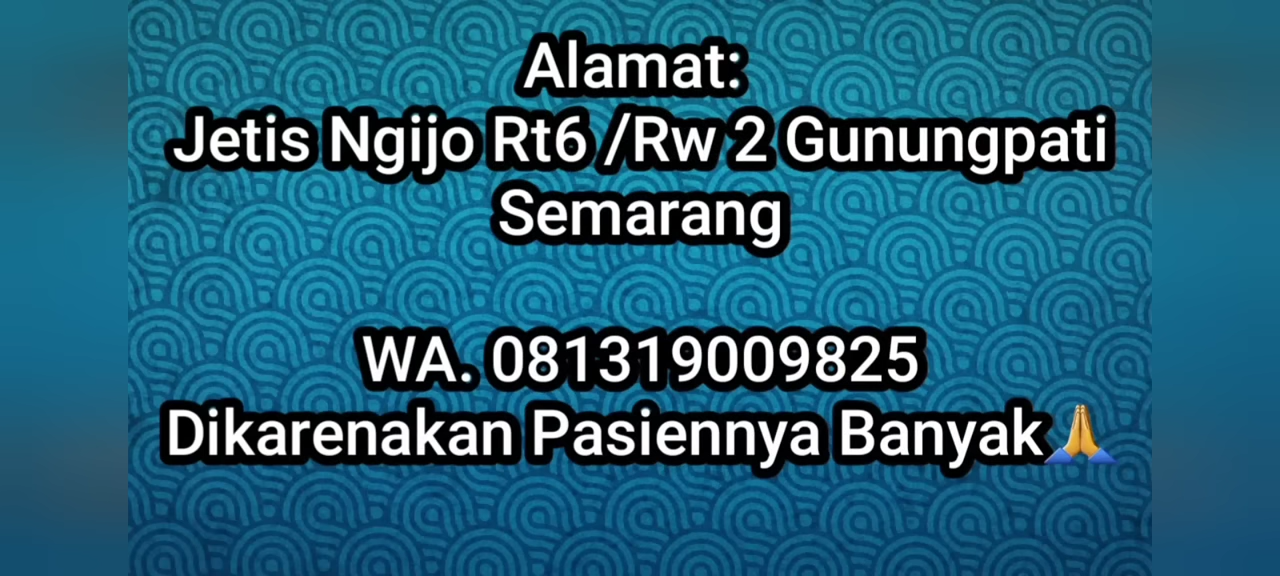 Alamat:
Jetis Ngijo Rt6 /Rw 2 Gunungpati
Semarang
WA. 081319009825
Dikarenakan Pasiennya Banyak🙏